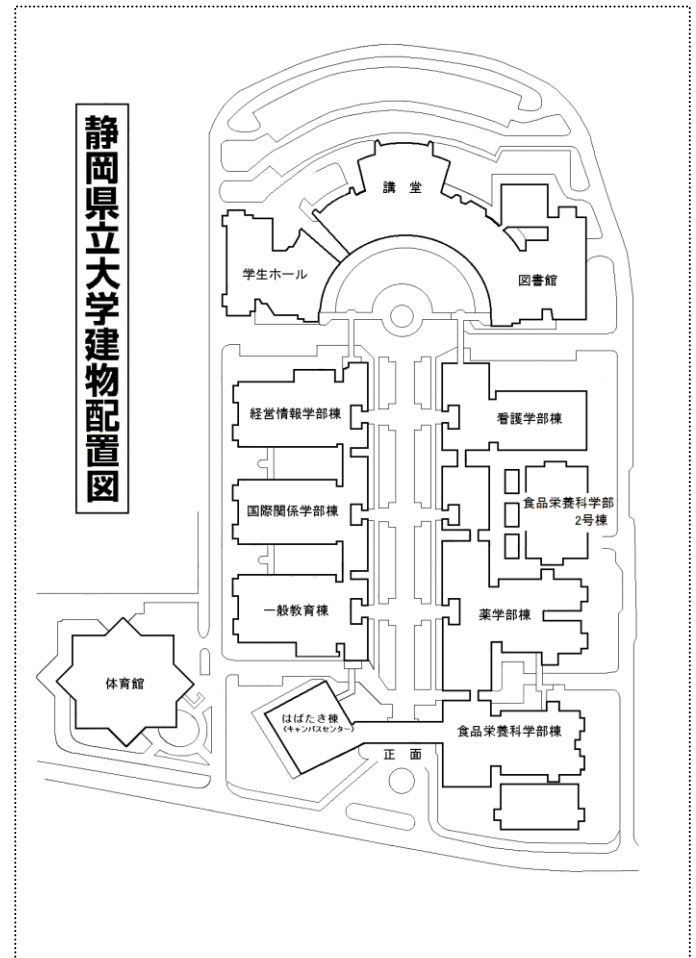 静岡県立大学建物配置図
講堂
学生ホール
図書館
経営情報学部棟
看護学部棟
国際関係学部棟
食品栄養科学部
2号棟
一般教育棟
薬学部棟
体育館
はばたき棟
(キャンパスセンター)
食品栄養科学部棟
正面